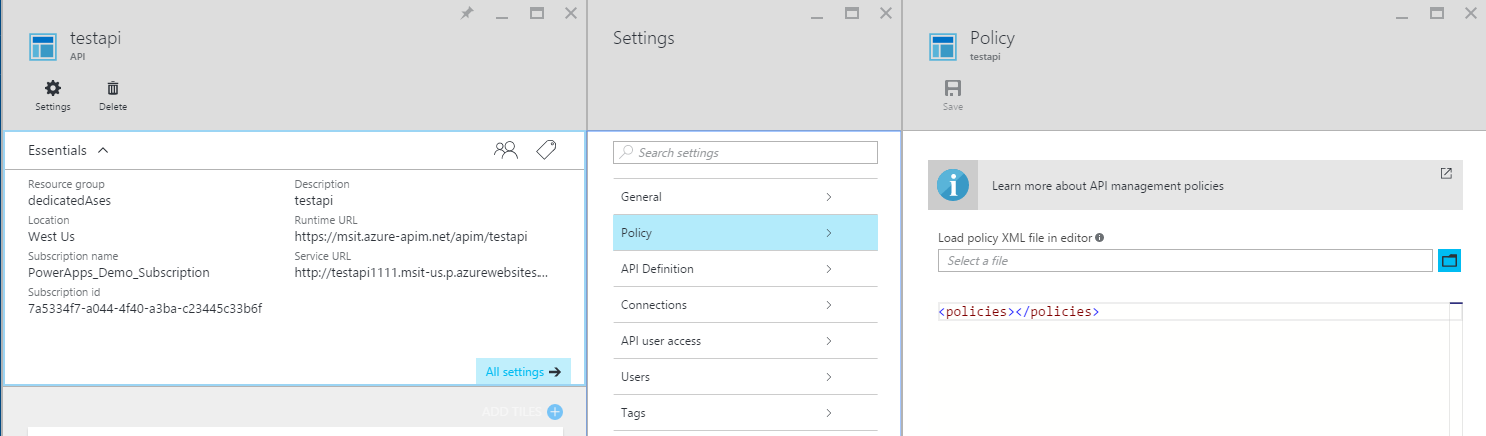 testapi
API
Settings
Delete
Essentials
Resource group
dedicatedAses
Location
West Us
Subscription name
PowerApps_Demo_Subscription
Subscription id
7a5334f7-a044-4f40-a3ba-c23445c33b6f
Description
testapi
Runtime URL
https://msit.azure-apim.net/apim/testapi
Service URL
http://testapi1111.msit-us.p.azurewebsites....
All settings
ADD TILES
Settings
Search settings
General
Policy
API Definition
Connections
API user access
Users
Tags
Policy
testapi
Save
Learn more about API management policies
Load policy XML file in editor
Select a file
<policies></policies>